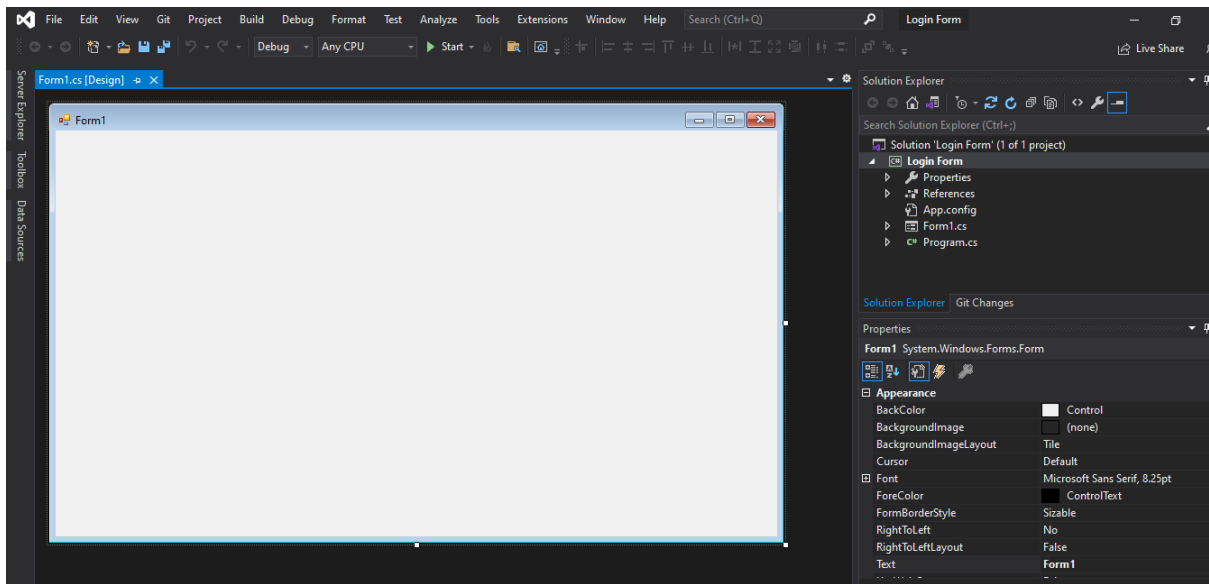 File Edit View Git Project Build Debug Format Test Analyze Tools Extensions Window Help Search (Ctrl+Q) Login Form
Debug Any CPU Start Live Share
Server Explorer
Toolbox
Data Sources
Form1.cs [Design]
Form1
Solution Explorer
Search Solution Explorer (Ctrl+;)
Solution 'Login Form' (1 of 1 project)
C# Login Form
Properties
References
App.config
Form1.cs
C# Program.cs
Solution Explorer Git Changes
Properties
Form1 System.Windows.Forms.Form
Appearance
BackColor Control
BackgroundImage (none)
BackgroundImageLayout Tile
Cursor Default
Font Microsoft Sans Serif, 8.25pt
ForeColor ControlText
FormBorderStyle Sizable
RightToLeft No
RightToLeftLayout False
Text Form1